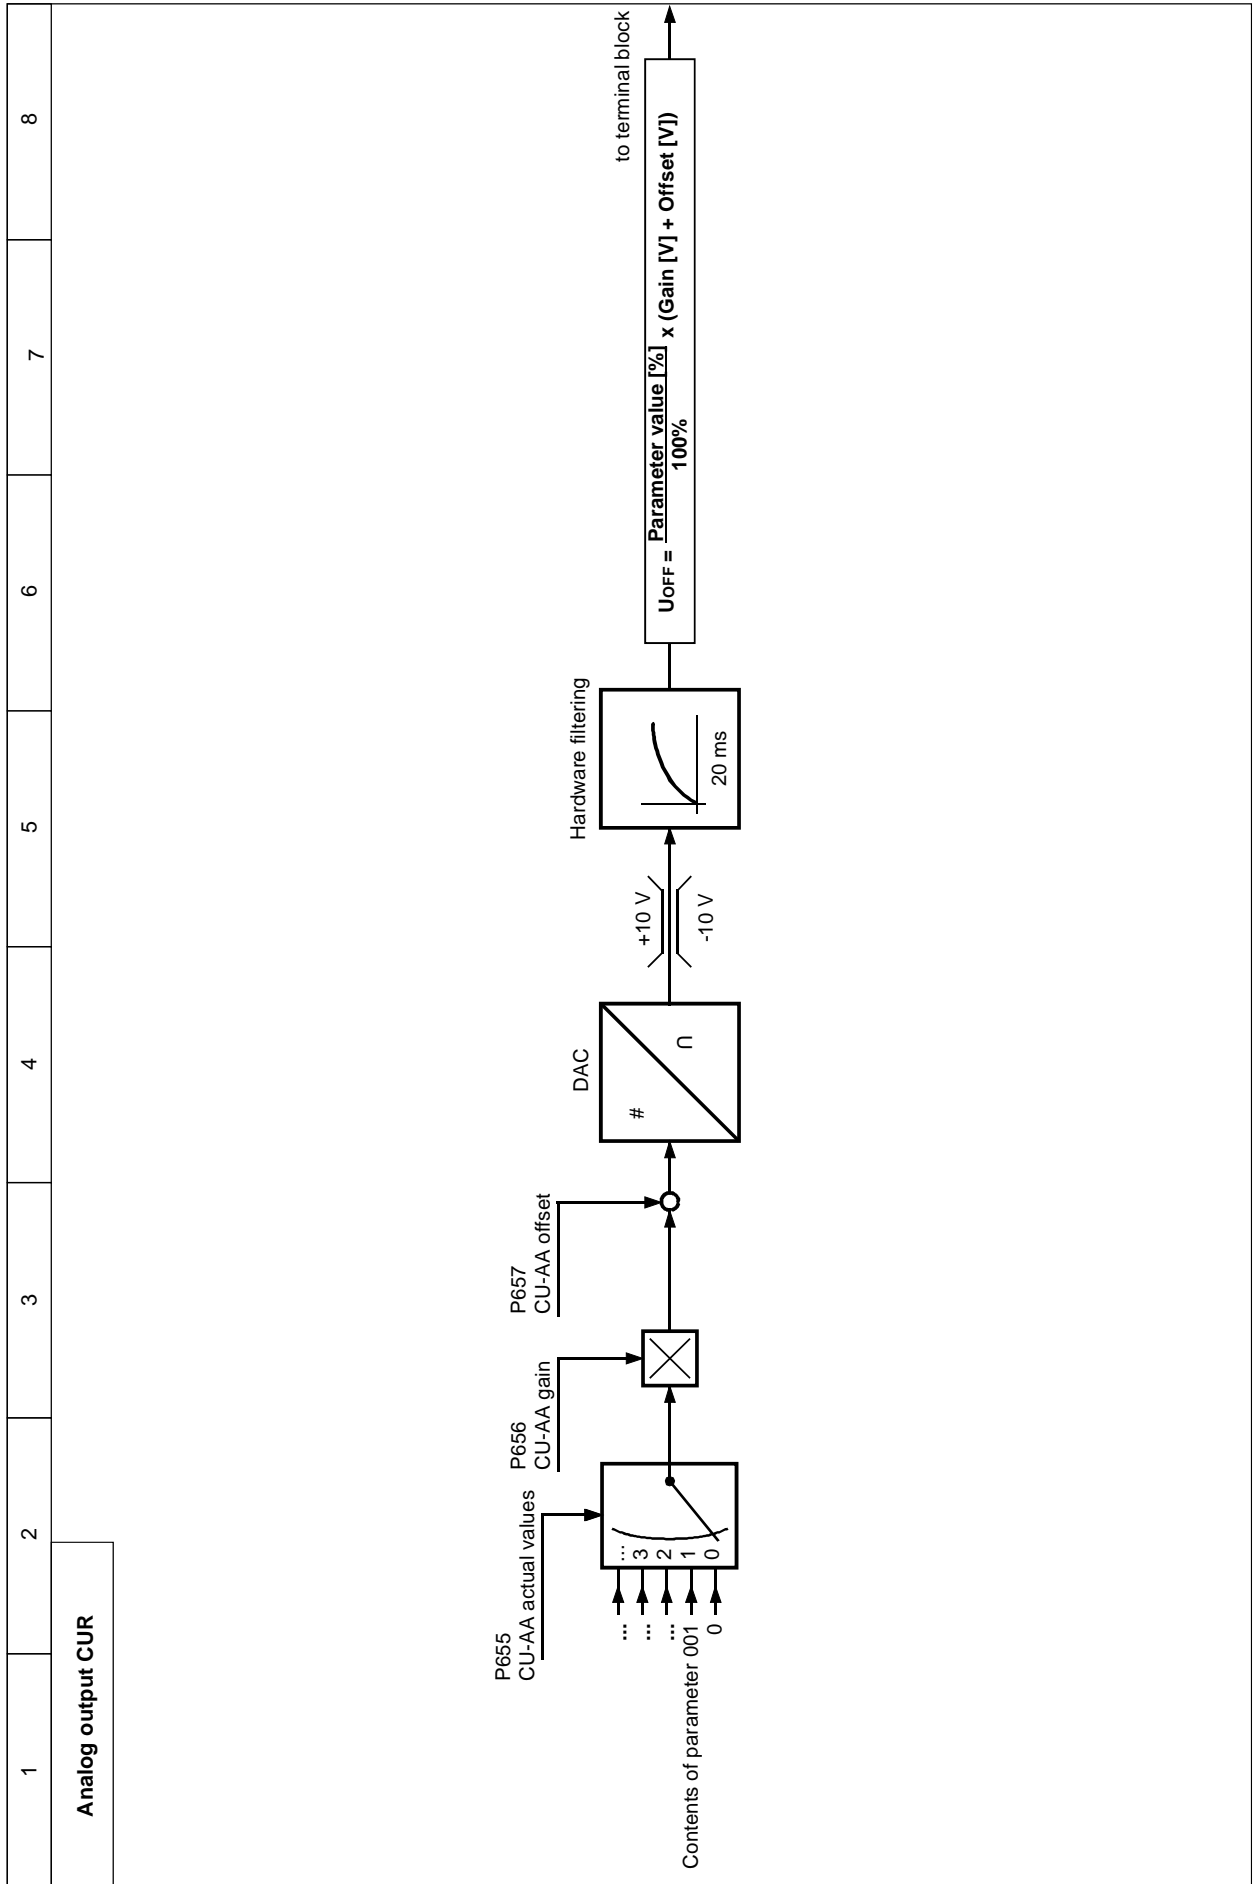 1
2
3
4
5
6
7
8
Analog output CUR
P655
CU-AA actual values
P656
CU-AA gain
P657
CU-AA offset
DAC
Hardware filtering
to terminal block
...
...
...
Contents of parameter 001
0
...
3
2
1
0
#
U
+10 V
-10 V
20 ms
UOFF = Parameter value [%] x (Gain [V] + Offset [V])
100%